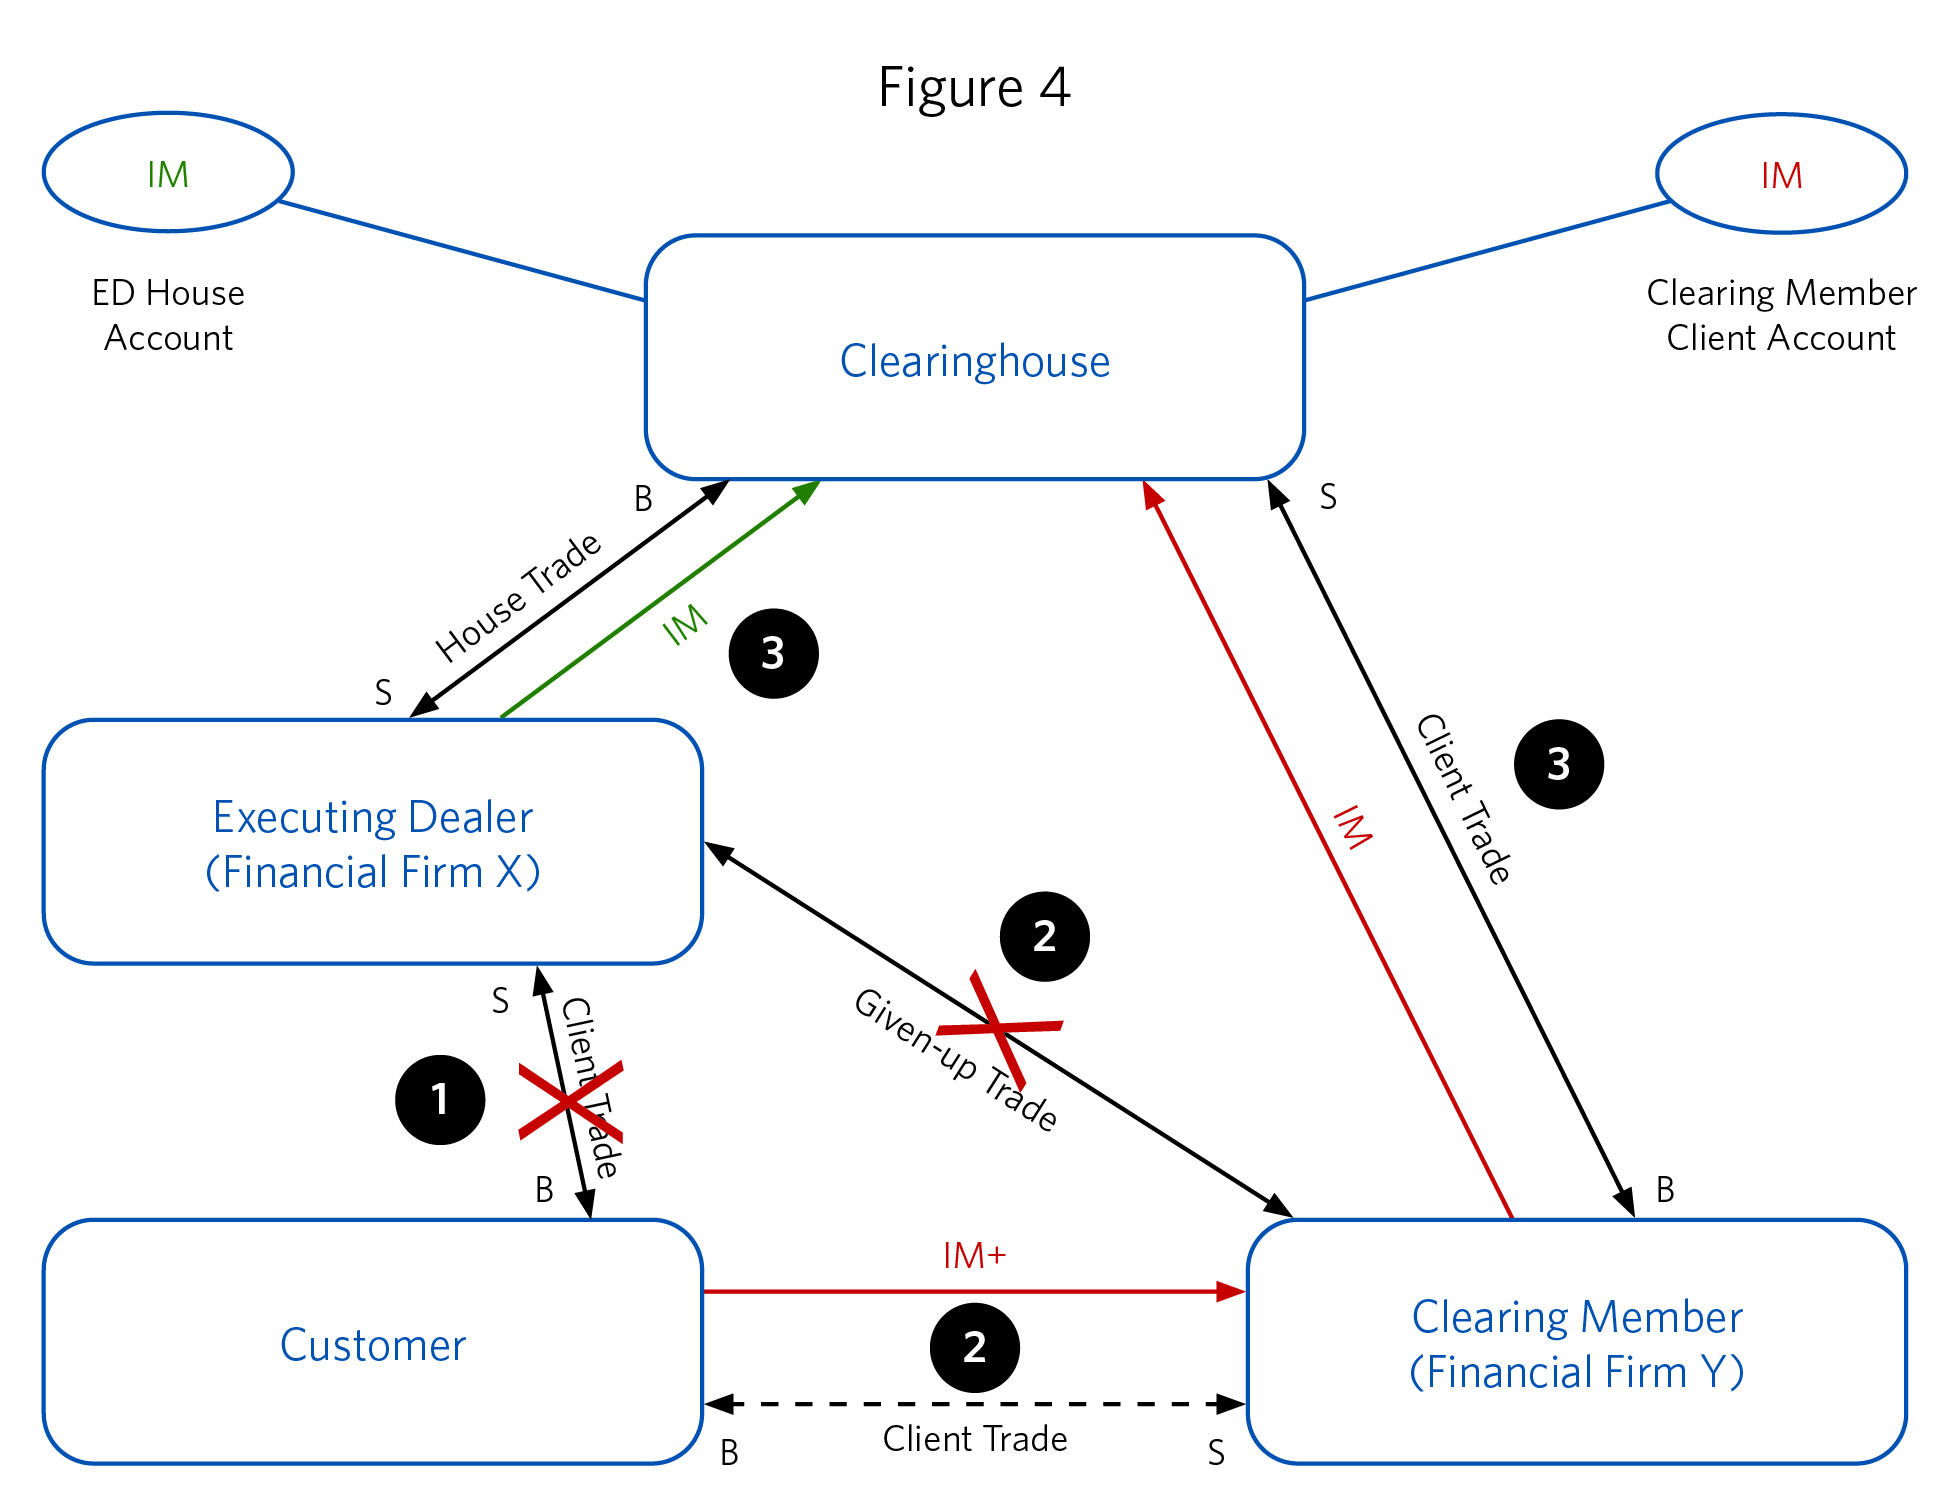 Figure 4
IM
IM
ED House
Account
Clearing Member
Client Account
Clearinghouse
B
S
House Trade
IM
3
S
Client Trade
3
IM
Executing Dealer
(Financial Firm X)
2
S
Client Trade
Given-up Trade
1
B
B
IM+
Customer
2
Clearing Member
(Financial Firm Y)
Client Trade
B
S